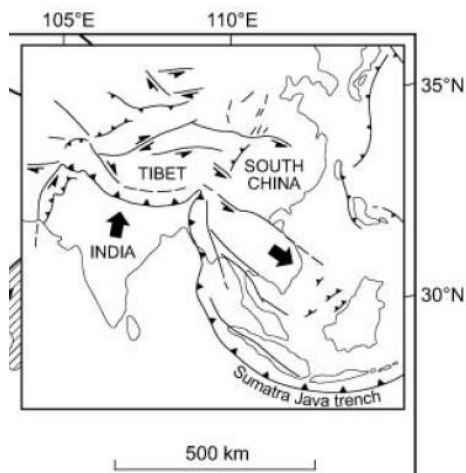 105°E
110°E
35°N
TIBET
SOUTH
CHINA
INDIA
30°N
Sumatra Java trench
500 km